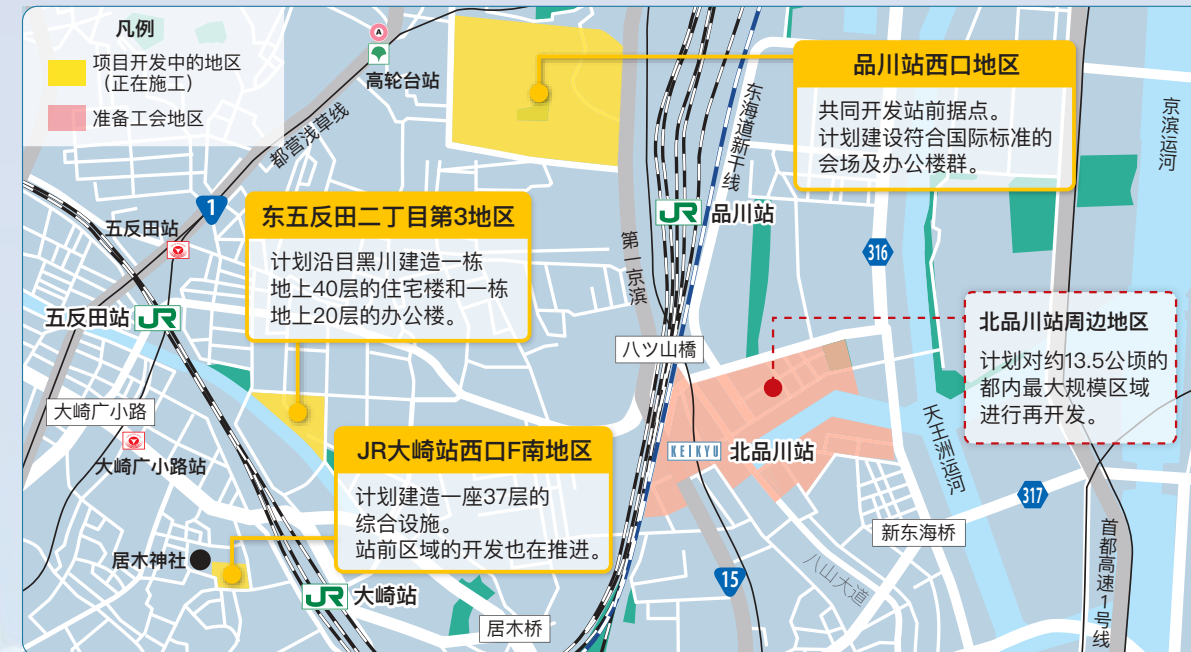 凡例
项目开发中的地区
（正在施工）
准备工会地区
A
高轮台站
都营浅草线
1
五反田站
五反田站 JR
大崎广小路
大崎广小路站
东五反田二丁目第3地区
计划沿目黑川建造一栋
地上40层的住宅楼和一栋
地上20层的办公楼。
JR大崎站西口F南地区
计划建造一座37层的
综合设施。
站前区域的开发也在推进。
居木神社
JR 大崎站
居木桥
品川站西口地区
共同开发站前据点。
计划建设符合国际标准的
会场及办公楼群。
东海道新干线
JR 品川站
第一京滨
八ツ山橋
316
京滨运河
北品川站周边地区
计划对约13.5公顷的
都内最大规模区域
进行再开发。
KEIKYU 北品川站
天王洲运河
317
新东海桥
八山大道
15
首都高速1号线